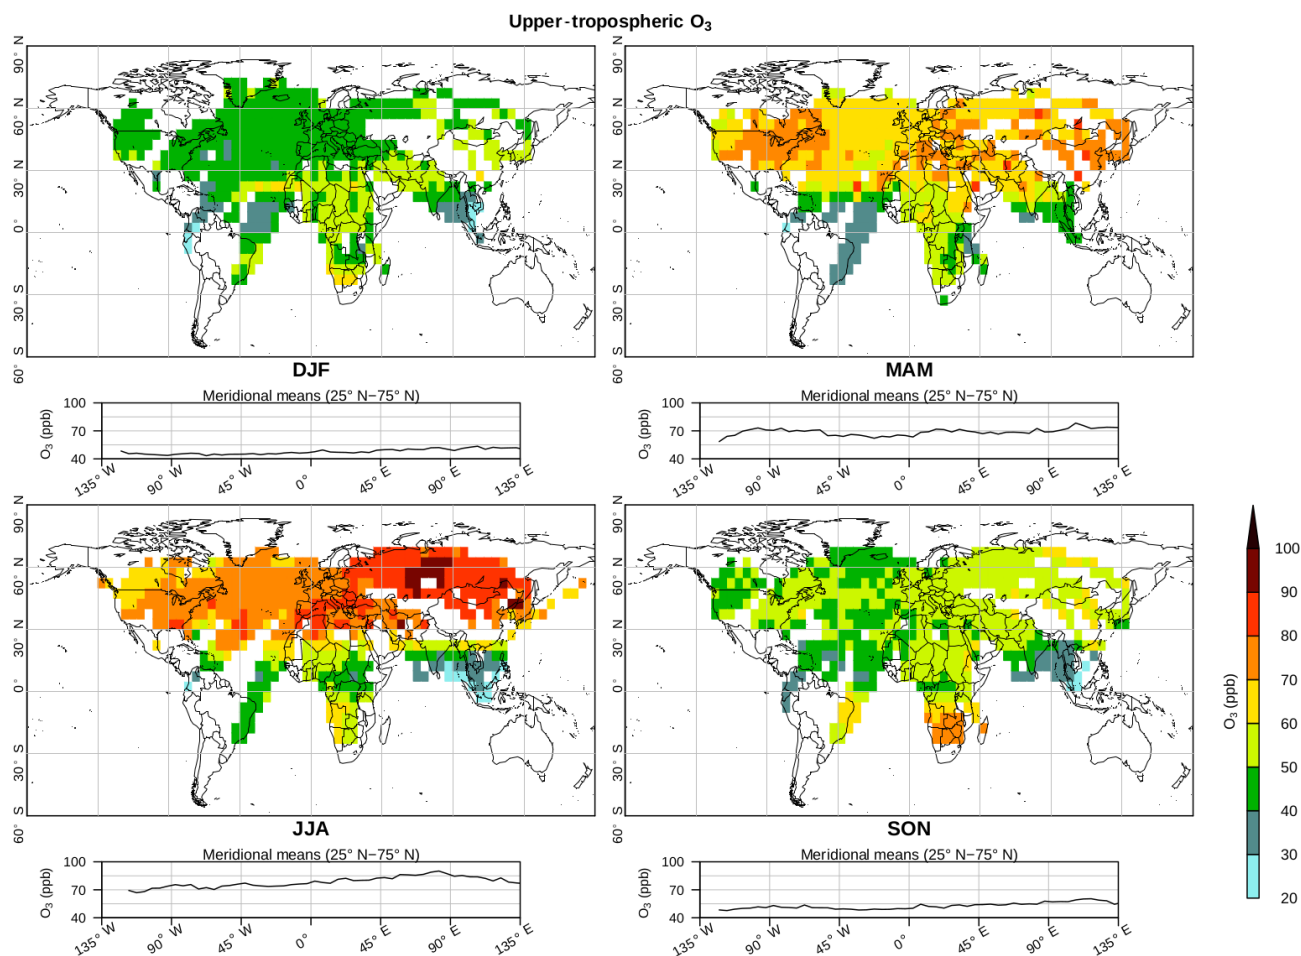 Upper-tropospheric O₃
90° N
60° N
30° N
0°
30° S
60° S
90° N
60° N
30° N
0°
30° S
60° S
DJF
MAM
Meridional means (25° N−75° N)
O₃ (ppb)
100
70
40
135° W
90° W
45° W
0°
45° E
90° E
135° E
Meridional means (25° N−75° N)
O₃ (ppb)
100
70
40
135° W
90° W
45° W
0°
45° E
90° E
135° E
90° N
60° N
30° N
0°
30° S
60° S
90° N
60° N
30° N
0°
30° S
60° S
JJA
SON
Meridional means (25° N−75° N)
O₃ (ppb)
100
70
40
135° W
90° W
45° W
0°
45° E
90° E
135° E
Meridional means (25° N−75° N)
O₃ (ppb)
100
70
40
135° W
90° W
45° W
0°
45° E
90° E
135° E
O₃ (ppb)
100
90
80
70
60
50
40
30
20